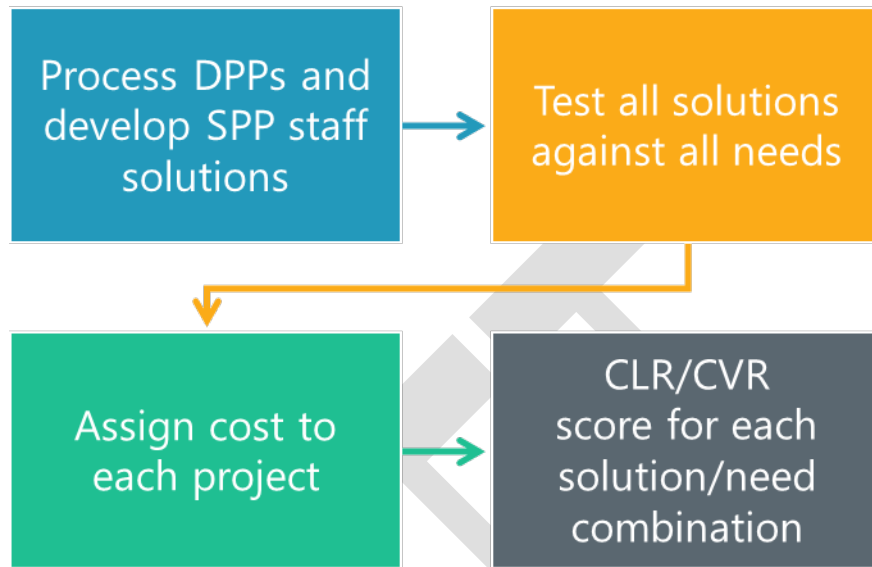 Process DPPs and
develop SPP staff
solutions
Test all solutions
against all needs
Assign cost to
each project
CLR/CVR
score for each
solution/need
combination